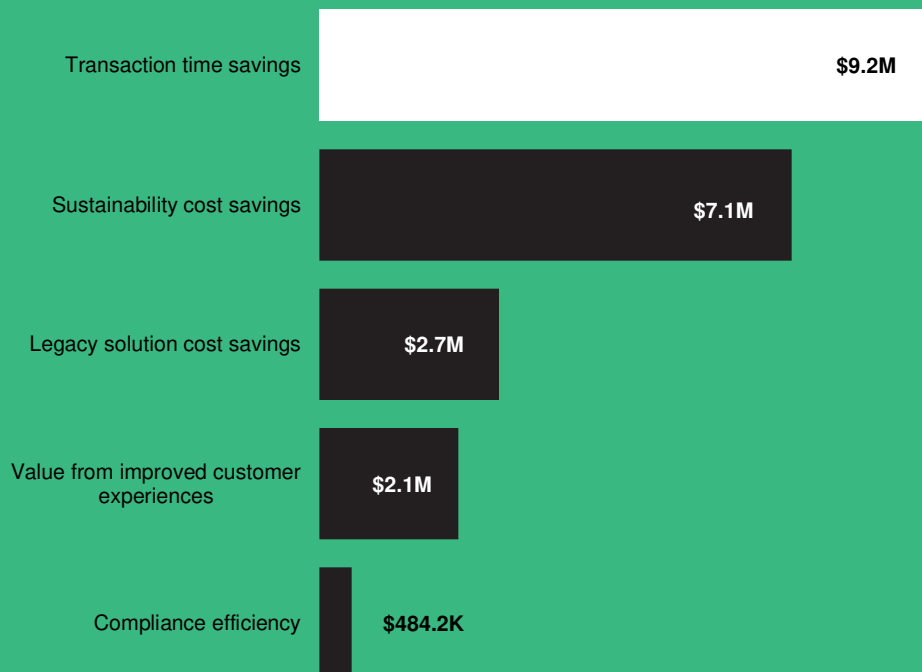 Transaction time savings
$9.2M
Sustainability cost savings
$7.1M
Legacy solution cost savings
$2.7M
Value from improved customer
experiences
$2.1M
Compliance efficiency
$484.2K